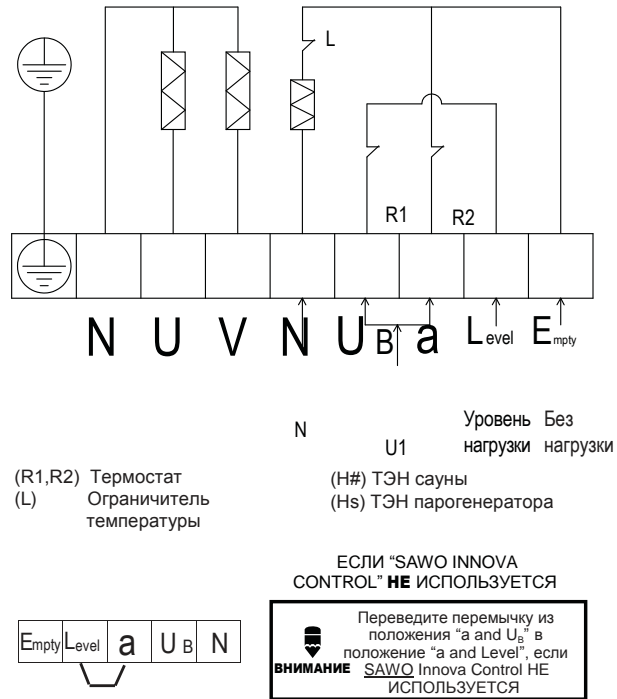 L
R1 R2
N U V N U B a Level Empty
N U1 Уровень нагрузки Без нагрузки
(R1,R2) Термостат
(L) Ограничитель
температуры
(H#) ТЭН сауны
(Hs) ТЭН парогенератора
ЕСЛИ “SAWO INNOVA
CONTROL” НЕ ИСПОЛЬЗУЕТСЯ
Empty Level a U B N
ВНИМАНИЕ
Переведите перемычку из
положения “a and UB” в
положение “a and Level”, если
SAWO Innova Control НЕ
ИСПОЛЬЗУЕТСЯ